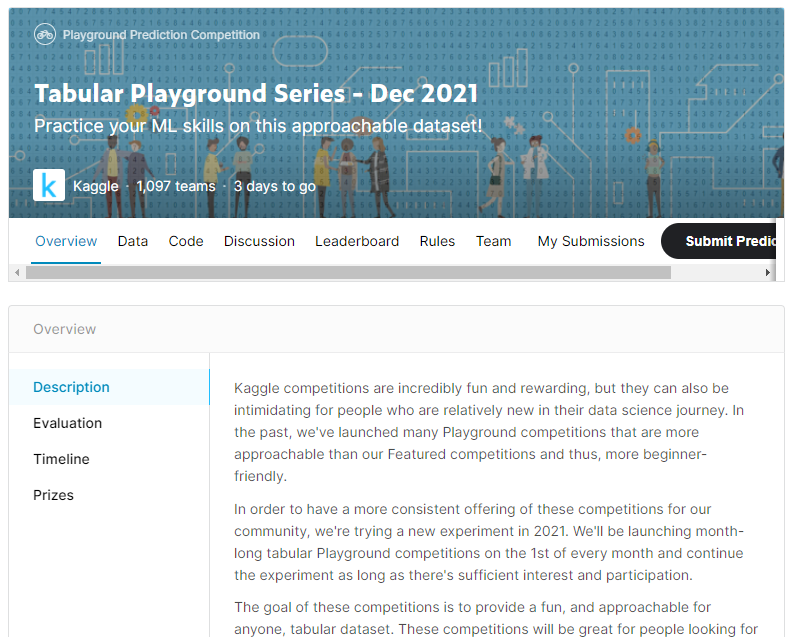 Playground Prediction Competition
Tabular Playground Series - Dec 2021
Practice your ML skills on this approachable dataset!
k Kaggle · 1,097 teams · 3 days to go
Overview Data Code Discussion Leaderboard Rules Team My Submissions Submit Predic
Overview
Description
Evaluation
Timeline
Prizes
Kaggle competitions are incredibly fun and rewarding, but they can also be
intimidating for people who are relatively new in their data science journey. In
the past, we've launched many Playground competitions that are more
approachable than our Featured competitions and thus, more beginner-
friendly.
In order to have a more consistent offering of these competitions for our
community, we're trying a new experiment in 2021. We'll be launching month-
long tabular Playground competitions on the 1st of every month and continue
the experiment as long as there's sufficient interest and participation.
The goal of these competitions is to provide a fun, and approachable for
anyone, tabular dataset. These competitions will be great for people looking for